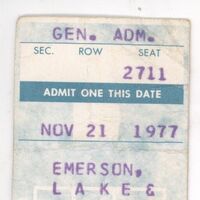 GEN. ADM.
SEC. ROW SEAT
2711
ADMIT ONE THIS DATE
NOV 21 1977
EMERSON,
LAKE &